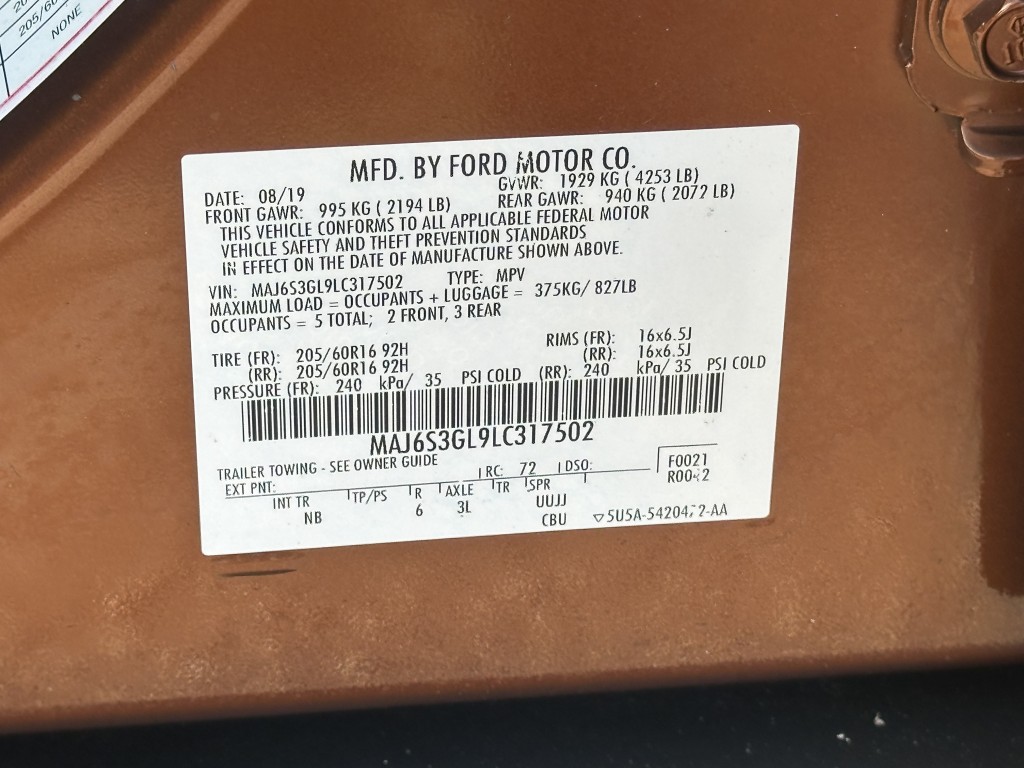 205/60
NONE
MFD. BY FORD MOTOR CO.
DATE: 08/19 GVWR: 1929 KG ( 4253 LB)
FRONT GAWR: 995 KG ( 2194 LB) REAR GAWR: 940 KG ( 2072 LB)
THIS VEHICLE CONFORMS TO ALL APPLICABLE FEDERAL MOTOR
VEHICLE SAFETY AND THEFT PREVENTION STANDARDS
IN EFFECT ON THE DATE OF MANUFACTURE SHOWN ABOVE.
VIN: MAJ6S3GL9LC317502 TYPE: MPV
MAXIMUM LOAD = OCCUPANTS + LUGGAGE = 375KG/ 827LB
OCCUPANTS = 5 TOTAL; 2 FRONT, 3 REAR
TIRE (FR): 205/60R16 92H RIMS (FR): 16x6.5J
(RR): 205/60R16 92H (RR): 16x6.5J
PRESSURE (FR): 240 kPa/ 35 PSI COLD (RR): 240 kPa/ 35 PSI COLD
MAJ6S3GL9LC317502
TRAILER TOWING - SEE OWNER GUIDE
EXT PNT: RC: 72 DSO: F0021
INT TR TP/PS R AXLE TR SPR
NB 6 3L UUJJ
CBU